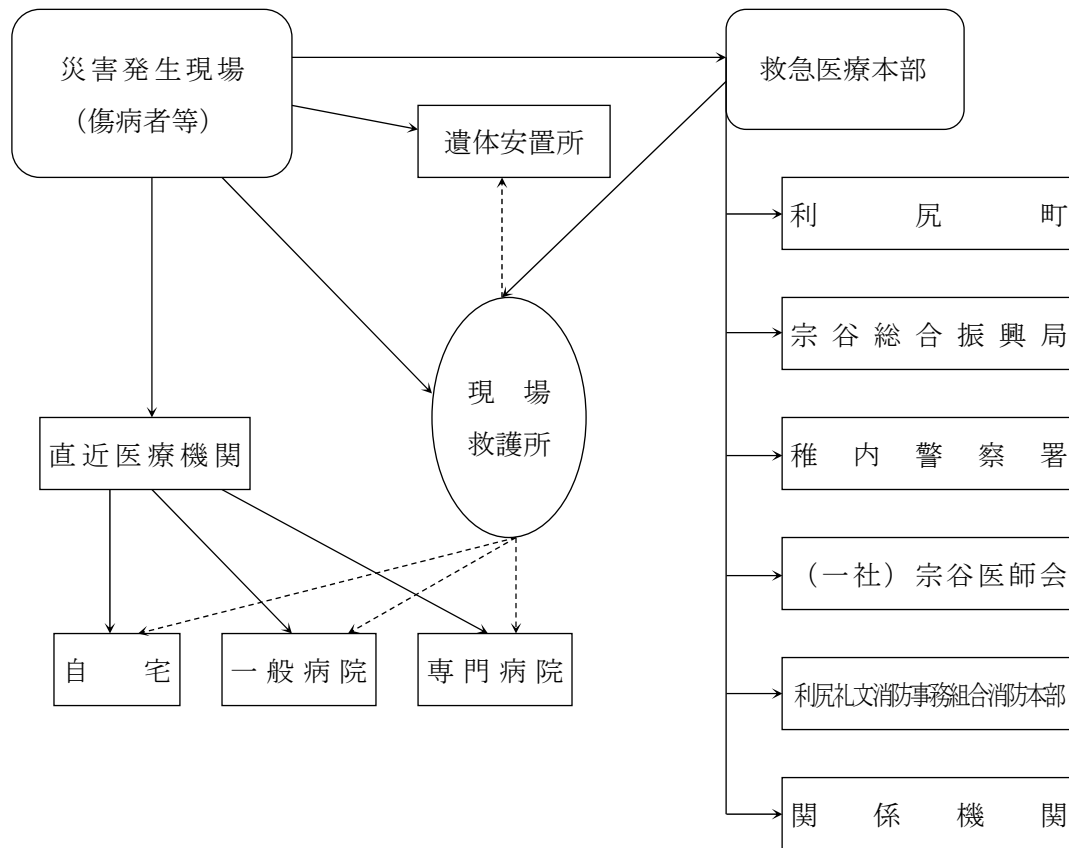 災害発生現場
（傷病者等）
救急医療本部
遺体安置所
利尻町
宗谷総合振興局
現場
救護所
直近医療機関
稚内警察署
（一社）宗谷医師会
自宅
一般病院
専門病院
利尻礼文消防事務組合消防本部
関係機関